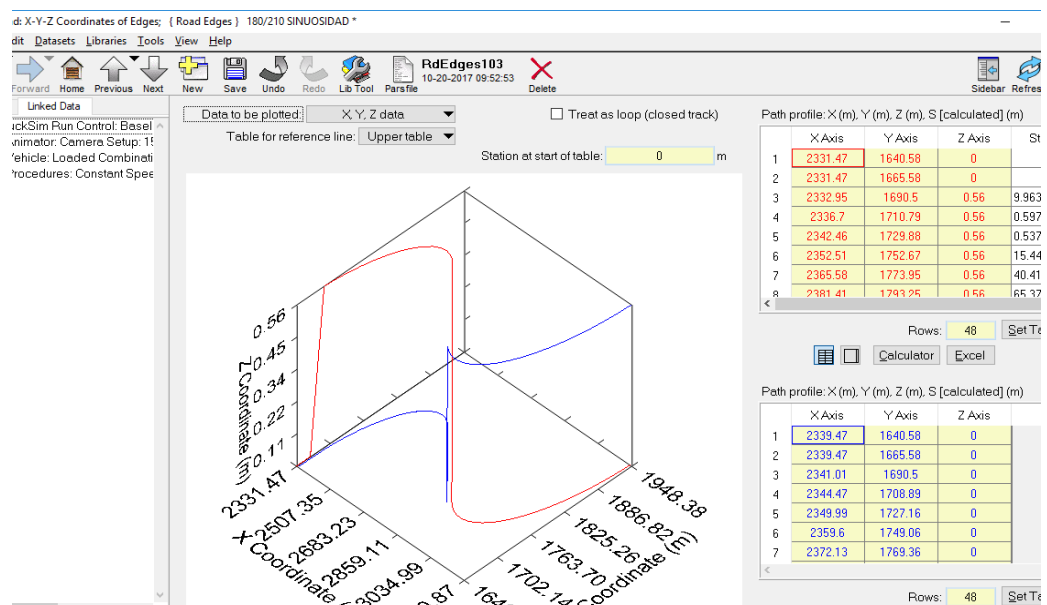 d: X-Y-Z Coordinates of Edges; { Road Edges } 180/210 SINUOSIDAD *
dit Datasets Libraries Tools View Help
Forward Home Previous Next New Save Undo Redo Lib Tool Parsfile RdEdges103 10-20-2017 09:52:53 Delete Sidebar Refres
Linked Data
uckSim Run Control: Basel
Animator: Camera Setup: 15
Vehicle: Loaded Combinati
Procedures: Constant Spee
Data to be plotted: X, Y, Z data
Treat as loop (closed track)
Table for reference line: Upper table
Station at start of table: 0 m
Path profile: X (m), Y (m), Z (m), S [calculated] (m)
X Axis Y Axis Z Axis St
1 2331.47 1640.58 0
2 2331.47 1665.58 0
3 2332.95 1690.5 0.56 9.963
4 2336.7 1710.79 0.56 0.597
5 2342.46 1729.88 0.56 0.537
6 2352.51 1752.67 0.56 15.44
7 2365.58 1773.95 0.56 40.41
8 2381.41 1793.25 0.56 65.37
Rows: 48 Set Ta
Calculator Excel
Path profile: X (m), Y (m), Z (m), S [calculated] (m)
X Axis Y Axis Z Axis
1 2339.47 1640.58 0
2 2339.47 1665.58 0
3 2341.01 1690.5 0
4 2344.47 1708.89 0
5 2349.99 1727.16 0
6 2359.6 1749.06 0
7 2372.13 1769.36 0
Rows: 48 Set Ta
Z Coordinate (m)
0.56
0.45
0.34
0.22
0.11
X Coordinate
2331.47
2507.35
2683.23
2859.11
3034.99
0.87
1948.38
1886.82
1825.26
1763.70
1702.14
164
oordinate (m)